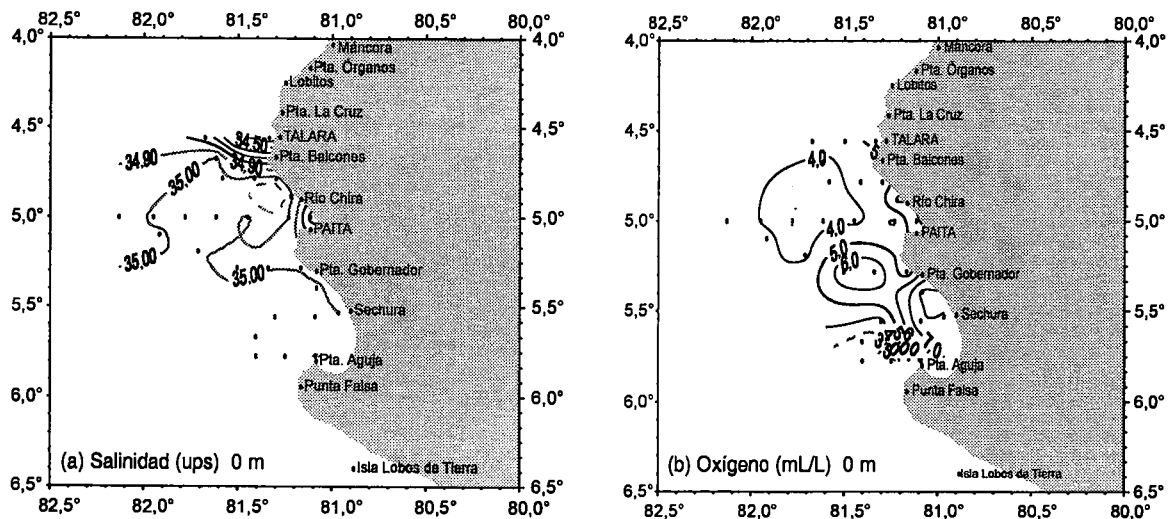 82,5° 82,0° 81,5° 81,0° 80,5° 80,0°
4,0° 4,0°
Máncora
Pta. Órganos
Lobitos
Pta. La Cruz
4,5° 4,5°
34.50 TALARA
34.90 34.90 Pta. Balcones
35.00
Río Chira
5,0° 5,0°
PAITA
35.00 35.00 Pta. Gobernador
5,5° Sechura 5,5°
Pta. Aguja
Punta Falsa
6,0° 6,0°
(a) Salinidad (ups) 0 m Isla Lobos de Tierra
6,5° 6,5°
82,5° 82,0° 81,5° 81,0° 80,5° 80,0°
82,5° 82,0° 81,5° 81,0° 80,5° 80,0°
4,0° 4,0°
Máncora
Pta. Órganos
Lobitos
Pta. La Cruz
4,5° 4,5°
TALARA
4.0 Pta. Balcones
Río Chira
5,0° 4.0 5,0°
PAITA
5.0
6.0 Pta. Gobernador
5,5° Sechura 5,5°
Pta. Aguja
Punta Falsa
6,0° 6,0°
(b) Oxígeno (mL/L) 0 m Isla Lobos de Tierra
6,5° 6,5°
82,5° 82,0° 81,5° 81,0° 80,5° 80,0°